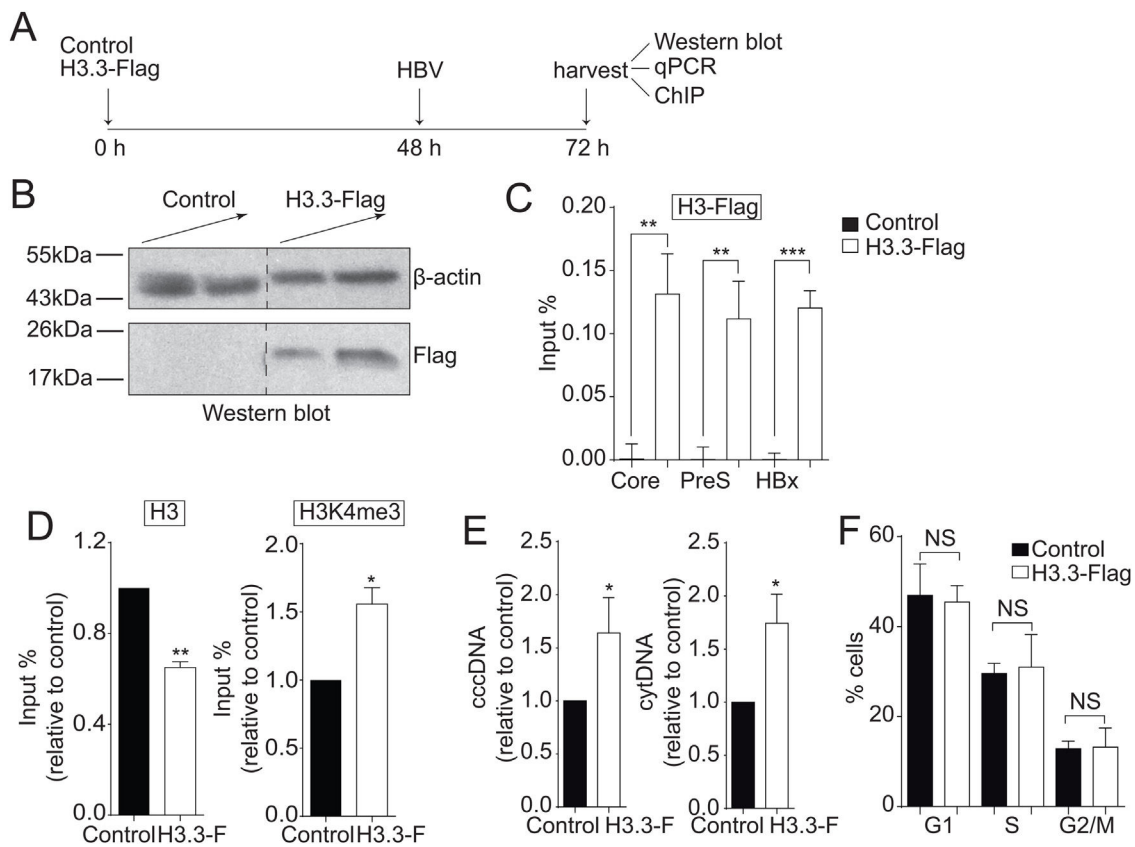 A
Control
H3.3-Flag
HBV
harvest
Western blot
qPCR
ChIP
0 h
48 h
72 h
B
Control
H3.3-Flag
55kDa
43kDa
β-actin
26kDa
17kDa
Flag
Western blot
C
H3-Flag
Control
H3.3-Flag
Input %
0.20
0.15
0.10
0.05
0.00
**
**
***
Core
PreS
HBx
D
H3
Input %
(relative to control)
1.2
0.8
0.4
0.0
**
Control H3.3-F
H3K4me3
Input %
(relative to control)
2.0
1.5
1.0
0.5
0.0
*
Control H3.3-F
E
cccDNA
(relative to control)
2.5
2.0
1.5
1.0
0.5
0.0
*
Control H3.3-F
cytDNA
(relative to control)
2.5
2.0
1.5
1.0
0.5
0.0
*
Control H3.3-F
F
Control
H3.3-Flag
% cells
60
40
20
0
NS
NS
NS
G1
S
G2/M